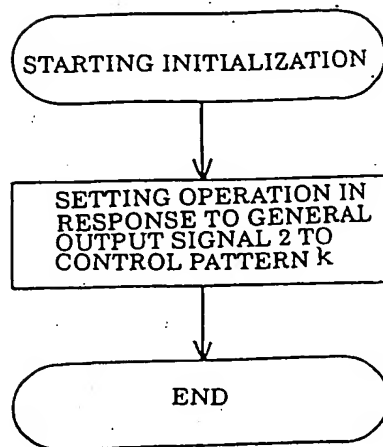 STARTING INITIALIZATION
SETTING OPERATION IN
RESPONSE TO GENERAL
OUTPUT SIGNAL 2 TO
CONTROL PATTERN k
END